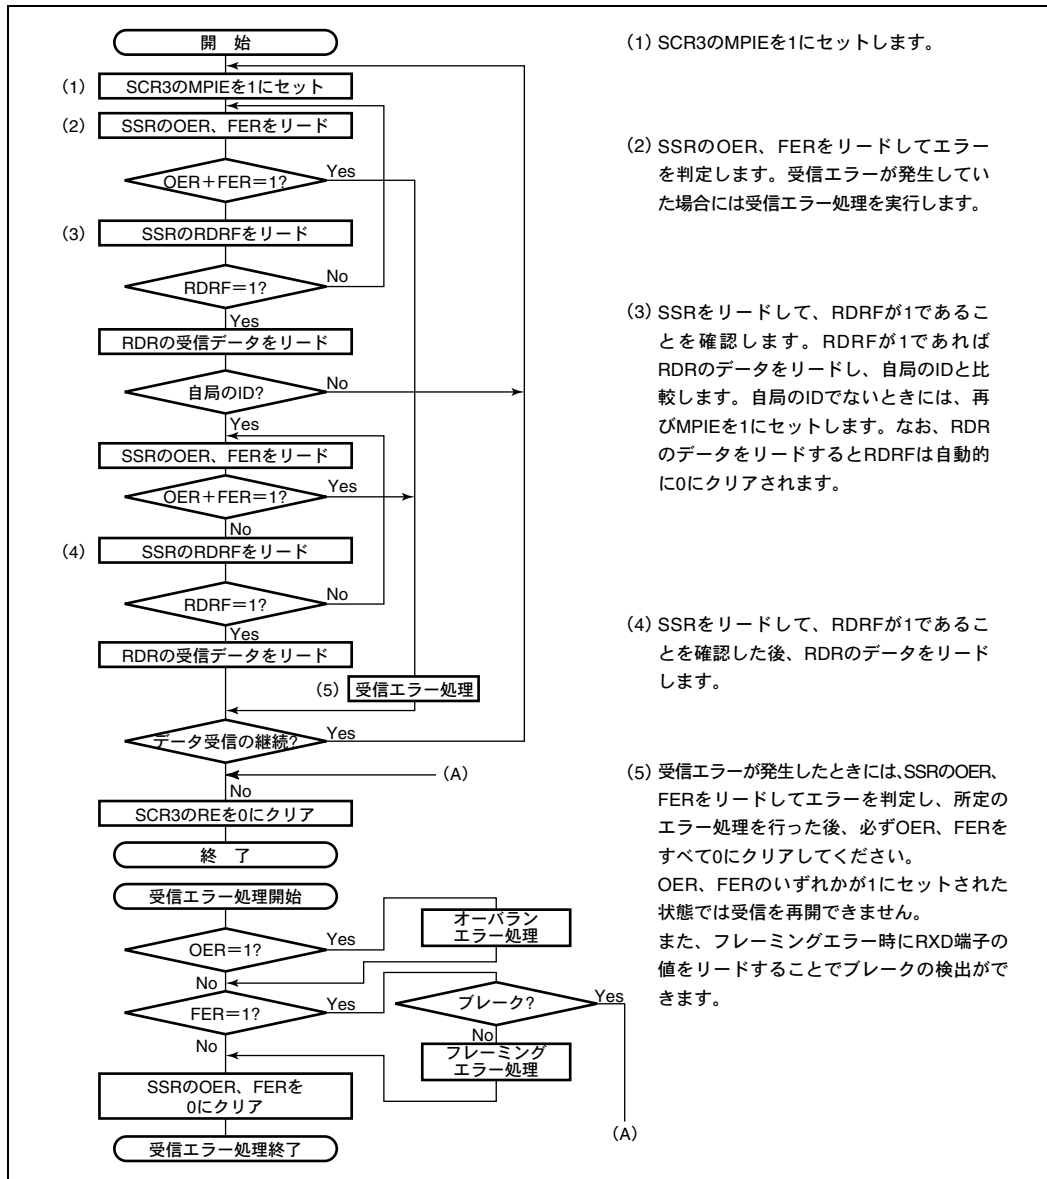 開　始
(1) SCR3のMPIEを1にセット
(2) SSRのOER、FERをリード
OER＋FER＝1?
Yes
(3) SSRのRDRFをリード
RDRF＝1?
No
Yes
RDRの受信データをリード
自局のID?
No
Yes
SSRのOER、FERをリード
OER＋FER＝1?
Yes
No
(4) SSRのRDRFをリード
RDRF＝1?
No
Yes
RDRの受信データをリード
(5) 受信エラー処理
データ受信の継続?
Yes
(A)
No
SCR3のREを0にクリア
終　了
受信エラー処理開始
OER＝1?
Yes
オーバラン
エラー処理
No
FER＝1?
Yes
ブレーク?
Yes
No
No
フレーミング
エラー処理
SSRのOER、FERを
0にクリア
(A)
受信エラー処理終了
(1) SCR3のMPIEを1にセットします。
(2) SSRのOER、FERをリードしてエラー
を判定します。受信エラーが発生してい
た場合には受信エラー処理を実行します。
(3) SSRをリードして、RDRFが1であるこ
とを確認します。RDRFが1であれば
RDRのデータをリードし、自局のIDと比
較します。自局のIDでないときには、再
びMPIEを1にセットします。なお、RDR
のデータをリードするとRDRFは自動的
に0にクリアされます。
(4) SSRをリードして、RDRFが1であるこ
とを確認した後、RDRのデータをリード
します。
(5) 受信エラーが発生したときには、SSRのOER、
FERをリードしてエラーを判定し、所定の
エラー処理を行った後、必ずOER、FERを
すべて0にクリアしてください。
OER、FERのいずれかが1にセットされた
状態では受信を再開できません。
また、フレーミングエラー時にRXD端子の
値をリードすることでブレークの検出がで
きます。